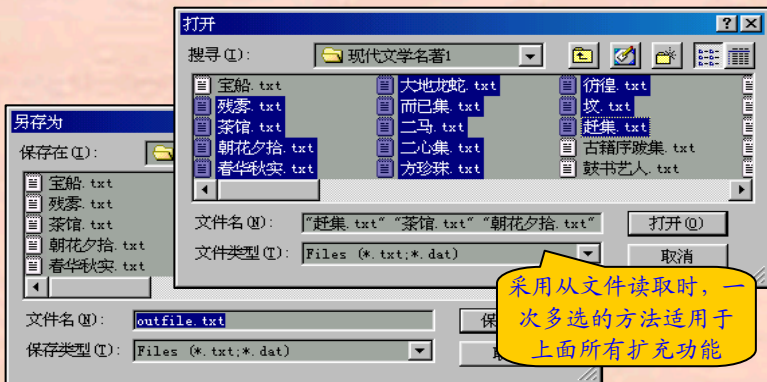 打开
搜寻(I):
现代文学名著1
宝船.txt
大地龙蛇.txt
彷徨.txt
残雾.txt
而已集.txt
坟.txt
茶馆.txt
二马.txt
赶集.txt
朝花夕拾.txt
二心集.txt
古籍序跋集.txt
春华秋实.txt
方珍珠.txt
鼓书艺人.txt
文件名(N):
"赶集.txt" "茶馆.txt" "朝花夕拾.txt"
打开(O)
文件类型(T):
Files (*.txt;*.dat)
取消
另存为
保存在(I):
宝船.txt
残雾.txt
茶馆.txt
朝花夕拾.txt
春华秋实.txt
文件名(N):
outfile.txt
保
保存类型(T):
Files (*.txt;*.dat)
采用从文件读取时，一
次多选的方法适用于
上面所有扩充功能